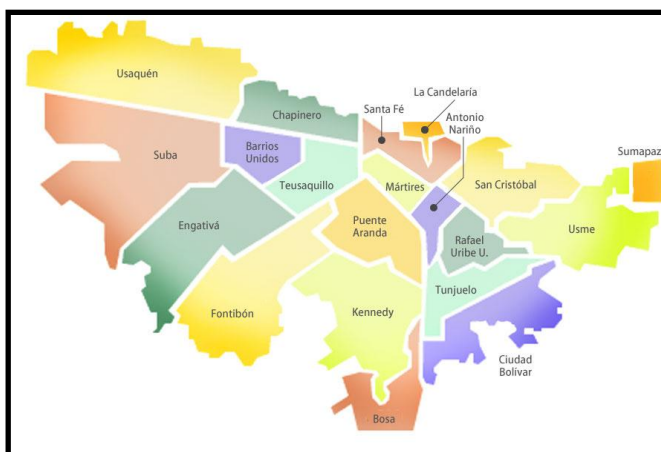 Usaquén
La Candelaría
Santa Fé
Antonio
Nariño
Chapinero
Sumapaz
Suba
Barrios
Unidos
Teusaquillo
Mártires
San Cristóbal
Engativá
Puente
Aranda
Rafael
Uribe U.
Usme
Tunjuelo
Fontibón
Kennedy
Ciudad
Bolívar
Bosa